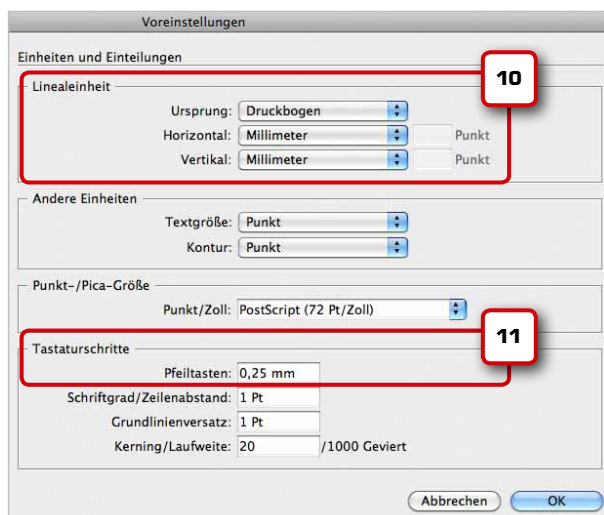 Voreinstellungen
Einheiten und Einteilungen
10
Linealeinheit
Ursprung: Druckbogen
Horizontal: Millimeter Punkt
Vertikal: Millimeter Punkt
Andere Einheiten
Textgröße: Punkt
Kontur: Punkt
Punkt-/Pica-Größe
Punkt/Zoll: PostScript (72 Pt/Zoll)
11
Tastaturschritte
Pfeiltasten: 0,25 mm
Schriftgrad/Zeilenabstand: 1 Pt
Grundlinienversatz: 1 Pt
Kerning/Laufweite: 20 /1000 Geviert
Abbrechen OK